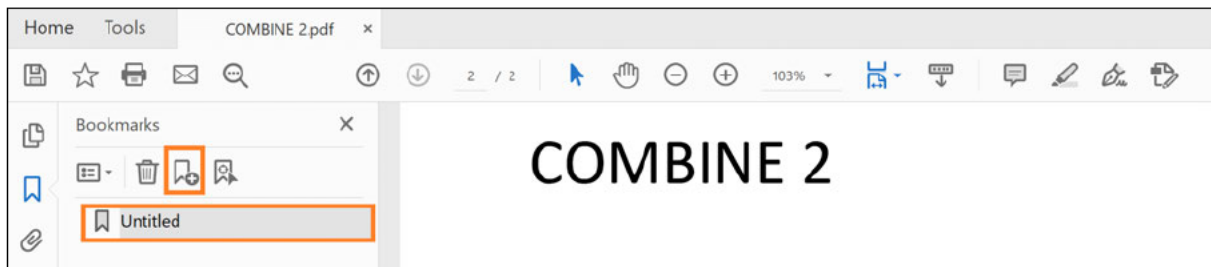 Home Tools COMBINE 2.pdf ×
2 / 2 103%
Bookmarks
COMBINE 2
Untitled